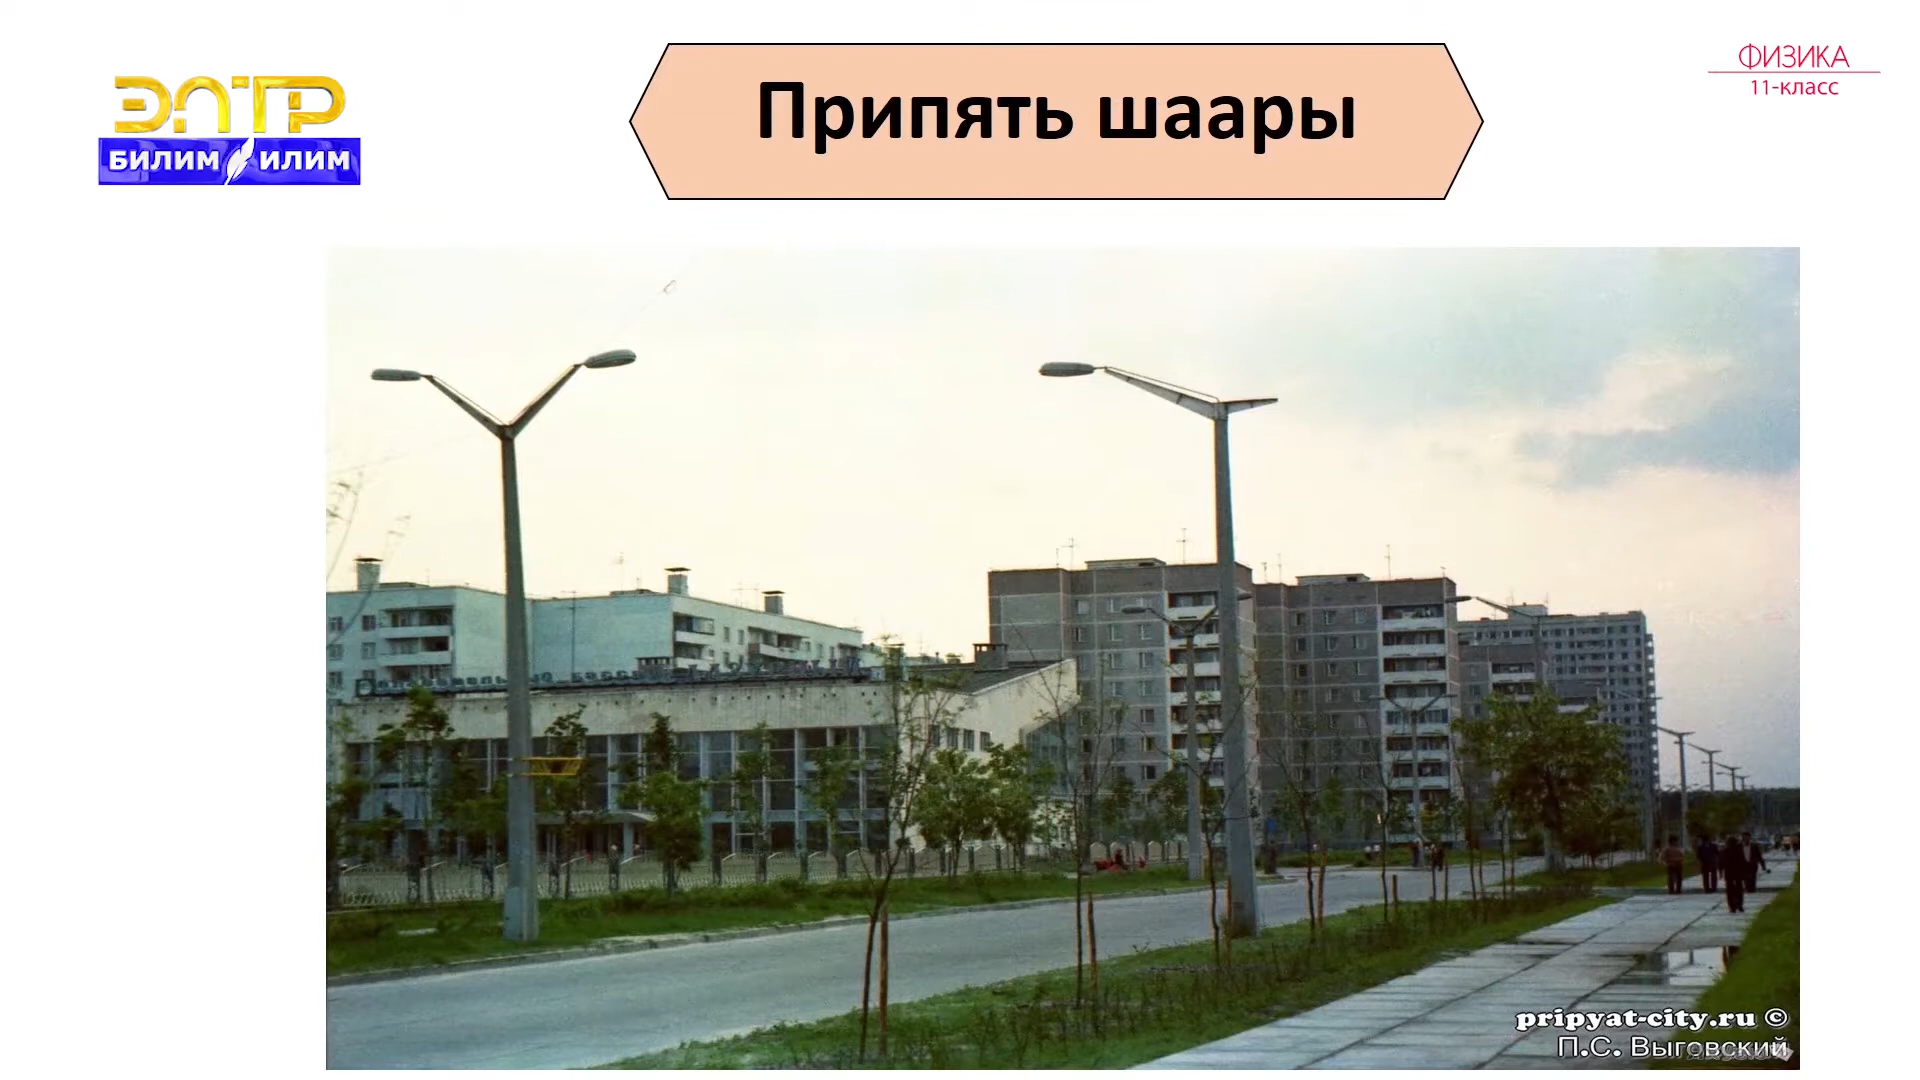 ЭЛТР
БИЛИМ ИЛИМ
Припять шаары
ФИЗИКА
11-класс
pripyat-city.ru ©
П.С. Выговский